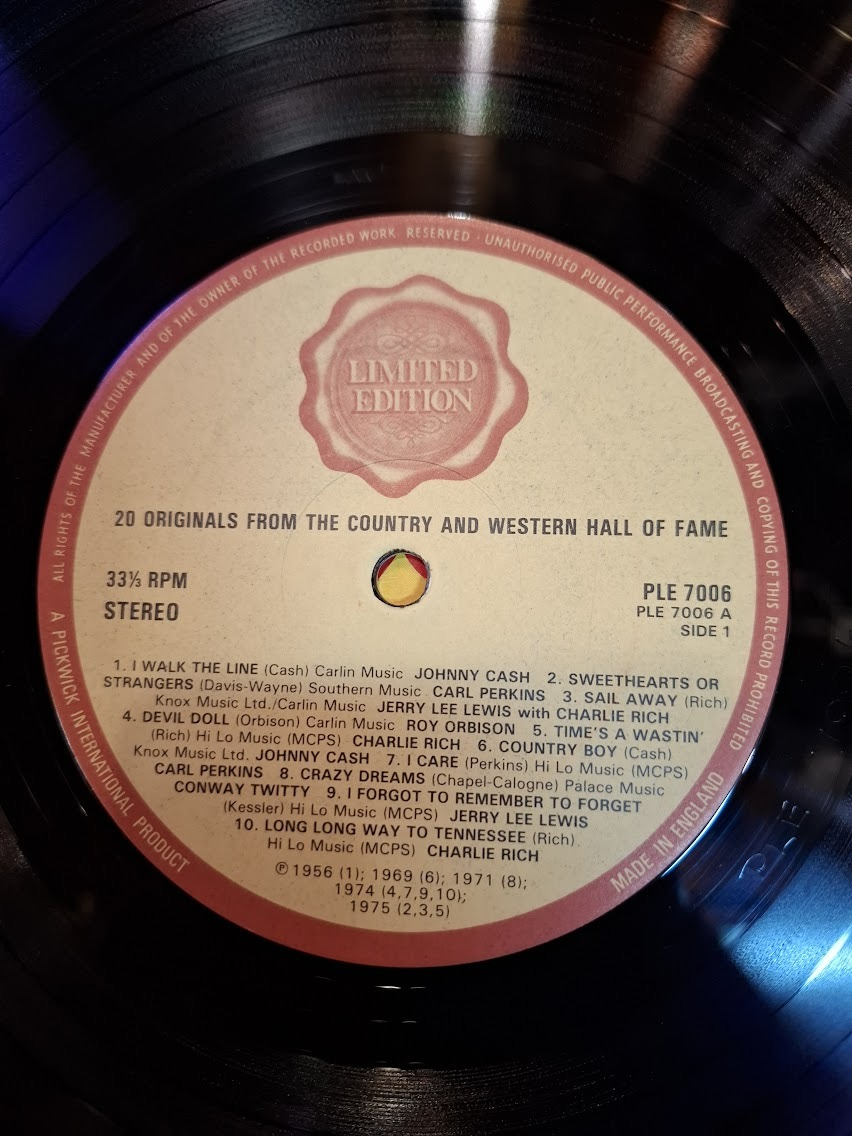 ALL RIGHTS OF THE MANUFACTURER AND OF THE OWNER OF THE RECORDED WORK RESERVED · UNAUTHORISED PUBLIC PERFORMANCE BROADCASTING AND COPYING OF THIS RECORD PROHIBITED
LIMITED
EDITION
20 ORIGINALS FROM THE COUNTRY AND WESTERN HALL OF FAME
33⅓ RPM
STEREO
PLE 7006
PLE 7006 A
SIDE 1
1. I WALK THE LINE (Cash) Carlin Music JOHNNY CASH 2. SWEETHEARTS OR
STRANGERS (Davis-Wayne) Southern Music CARL PERKINS 3. SAIL AWAY (Rich)
Knox Music Ltd./Carlin Music JERRY LEE LEWIS with CHARLIE RICH
4. DEVIL DOLL (Orbison) Carlin Music ROY ORBISON 5. TIME'S A WASTIN'
(Rich) Hi Lo Music (MCPS) CHARLIE RICH 6. COUNTRY BOY (Cash)
Knox Music Ltd. JOHNNY CASH 7. I CARE (Perkins) Hi Lo Music (MCPS)
CARL PERKINS 8. CRAZY DREAMS (Chapel-Calogne) Palace Music
CONWAY TWITTY 9. I FORGOT TO REMEMBER TO FORGET
(Kessler) Hi Lo Music (MCPS) JERRY LEE LEWIS
10. LONG LONG WAY TO TENNESSEE (Rich)
Hi Lo Music (MCPS) CHARLIE RICH
℗ 1956 (1); 1969 (6); 1971 (8);
1974 (4,7,9,10);
1975 (2,3,5)
A PICKWICK INTERNATIONAL PRODUCT
MADE IN ENGLAND
PLE